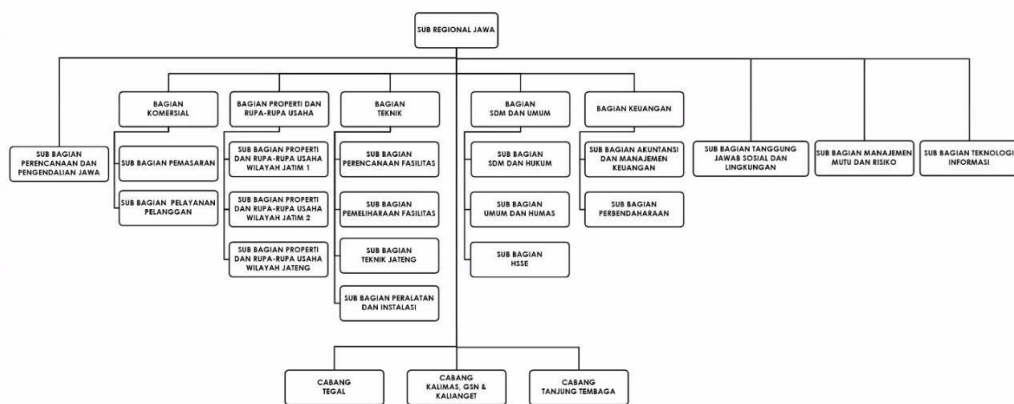 SUB REGIONAL JAWA
BAGIAN
KOMERSIAL
BAGIAN PROPERTI DAN
RUPA-RUPA USAHA
BAGIAN
TEKNIK
BAGIAN
SDM DAN UMUM
BAGIAN KEUANGAN
SUB BAGIAN
PERENCANAAN DAN
PENGENDALIAN JAWA
SUB BAGIAN PEMASARAN
SUB BAGIAN PROPERTI
DAN RUPA-RUPA USAHA
WILAYAH JATIM 1
SUB BAGIAN
PERENCANAN FASILITAS
SUB BAGIAN
SDM DAN HUKUM
SUB BAGIAN AKUNTANSI
DAN MANAJEMEN
KEUANGAN
SUB BAGIAN TANGGUNG
JAWAB SOSIAL DAN
LINGKUNGAN
SUB BAGIAN MANAJEMEN
MUTU DAN RISIKO
SUB BAGIAN TEKNOLOGI
INFORMASI
SUB BAGIAN PELAYANAN
PELANGGAN
SUB BAGIAN PROPERTI
DAN RUPA-RUPA USAHA
WILAYAH JATIM 2
SUB BAGIAN
PEMELIHARAAN FASILITAS
SUB BAGIAN
UMUM DAN HUMAS
SUB BAGIAN
PERBENDAHARAAN
SUB BAGIAN PROPERTI
DAN RUPA-RUPA USAHA
WILAYAH JATENG
SUB BAGIAN
TEKNIK JATENG
SUB BAGIAN
HSSE
SUB BAGIAN PERALATAN
DAN INSTALASI
CABANG
TEGAL
CABANG
KALIMAS, GSN &
KALIANGET
CABANG
TANJUNG TEMBAGA